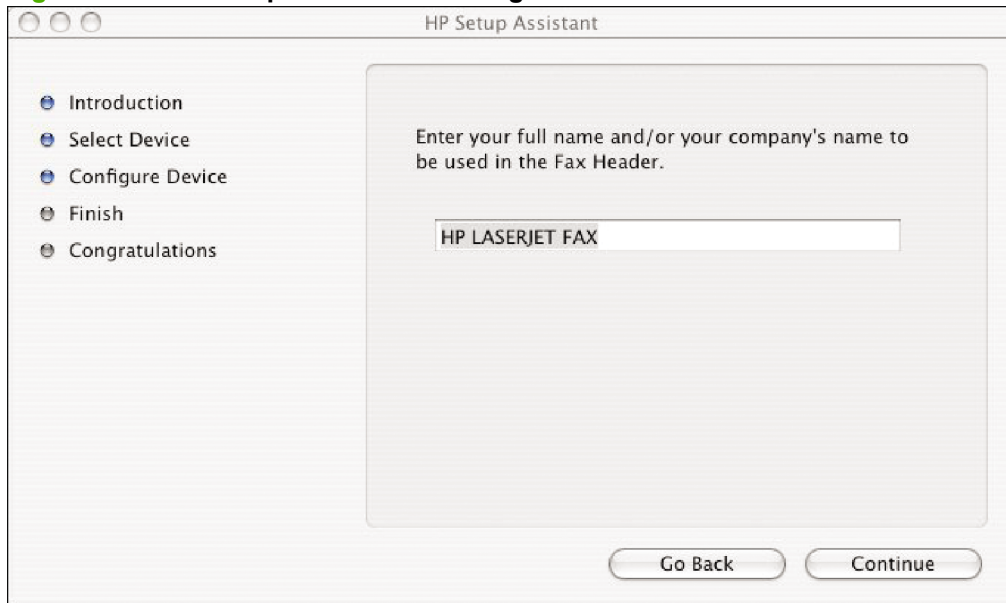 HP Setup Assistant
Introduction
Select Device
Configure Device
Finish
Congratulations
Enter your full name and/or your company's name to
be used in the Fax Header.
HP LASERJET FAX
Go Back
Continue